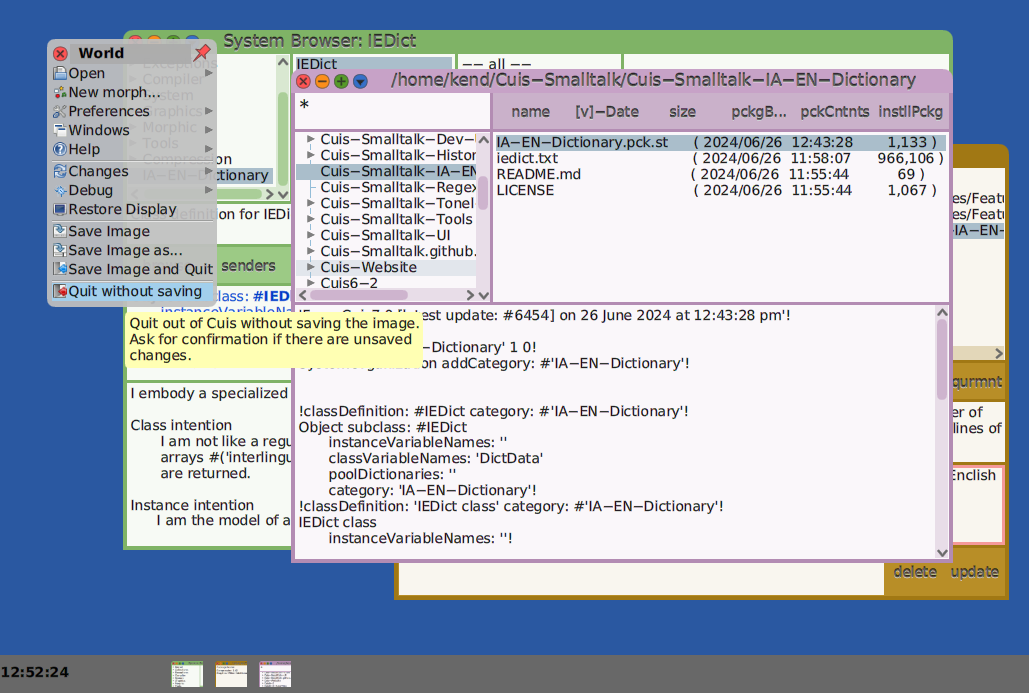 System Browser: IEDict
World
Open
New morph...
Preferences
Windows
Help
Changes
Debug
Restore Display
Save Image
Save Image as...
Save Image and Quit
Quit without saving
Quit out of Cuis without saving the image.
Ask for confirmation if there are unsaved
changes.
IEDict
-- all --
senders
class: #IEDi
I embody a specialized
Class intention
I am not like a regu
arrays #('interlingu
are returned.
Instance intention
I am the model of a
/home/kend/Cuis-Smalltalk/Cuis-Smalltalk-IA-EN-Dictionary
*
name [v]-Date size pckgB... pckCntnts instllPckg
Cuis-Smalltalk-Dev-
Cuis-Smalltalk-Histor
Cuis-Smalltalk-IA-EN
Cuis-Smalltalk-Regex
Cuis-Smalltalk-Tonel
Cuis-Smalltalk-Tools
Cuis-Smalltalk-UI
Cuis-Smalltalk.github.
Cuis-Website
Cuis6-2
IA-EN-Dictionary.pck.st ( 2024/06/26 12:43:28 1,133 )
iedict.txt ( 2024/06/26 11:58:07 966,106 )
README.md ( 2024/06/26 11:55:44 69 )
LICENSE ( 2024/06/26 11:55:44 1,067 )
latest update: #6454] on 26 June 2024 at 12:43:28 pm'!
-Dictionary' 1 0!
addCategory: #'IA-EN-Dictionary'!
!classDefinition: #IEDict category: #'IA-EN-Dictionary'!
Object subclass: #IEDict
instanceVariableNames: ''
classVariableNames: 'DictData'
poolDictionaries: ''
category: 'IA-EN-Dictionary'!
!classDefinition: 'IEDict class' category: #'IA-EN-Dictionary'!
IEDict class
instanceVariableNames: ''!
es/Featu
es/Featu
-IA-EN-
qurmnt
er of
lines of
English
delete update
12:52:24